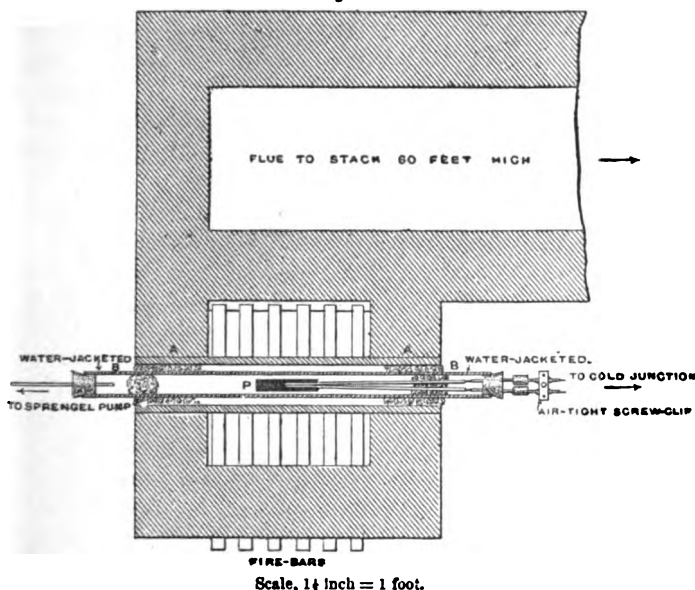 FLUE TO STACK 60 FEET HIGH
A A
WATER-JACKETED B B WATER-JACKETED.
P
TO COLD JUNCTION
TO SPRENGEL PUMP
AIR-TIGHT SCREW-CLIP
FIRE-BARS
Scale, 1¼ inch = 1 foot.